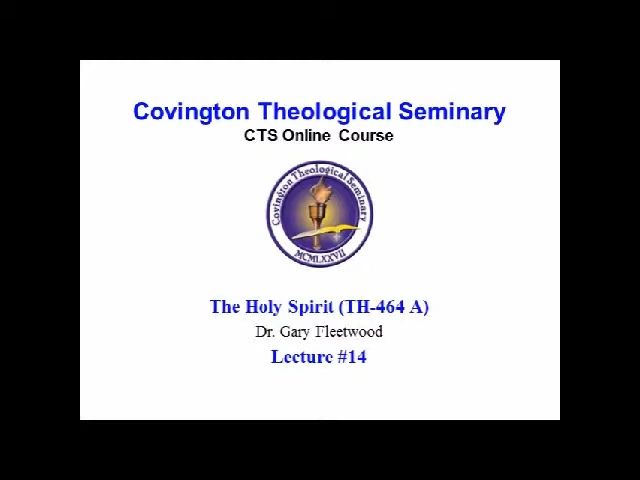 Covington Theological Seminary
CTS Online Course
Covington Theological Seminary
MCMLXXVII
The Holy Spirit (TH-464 A)
Dr. Gary Fleetwood
Lecture #14